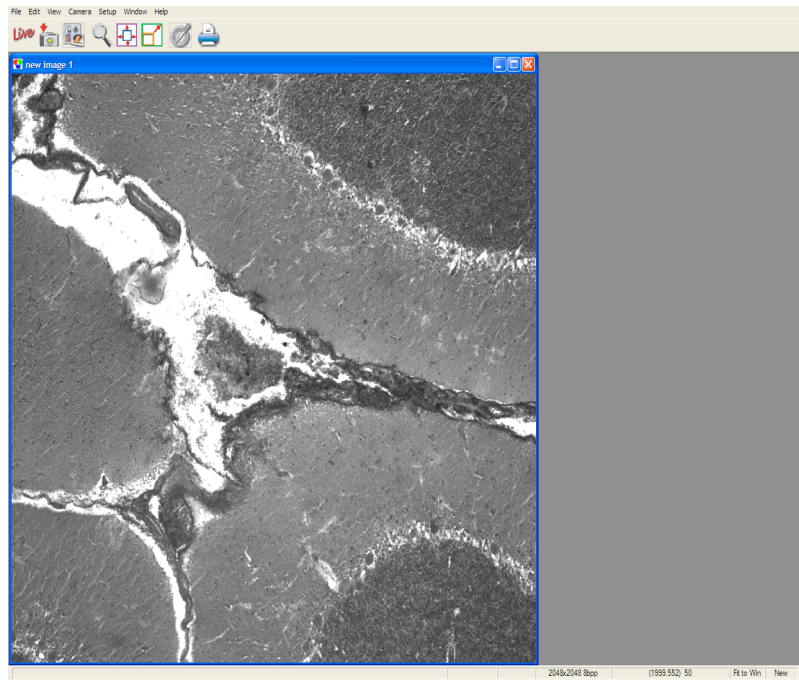 File Edit View Camera Setup Window Help
Live
new image 1
2048x2048 8bpp (1999,552) 50 Fit to Win New